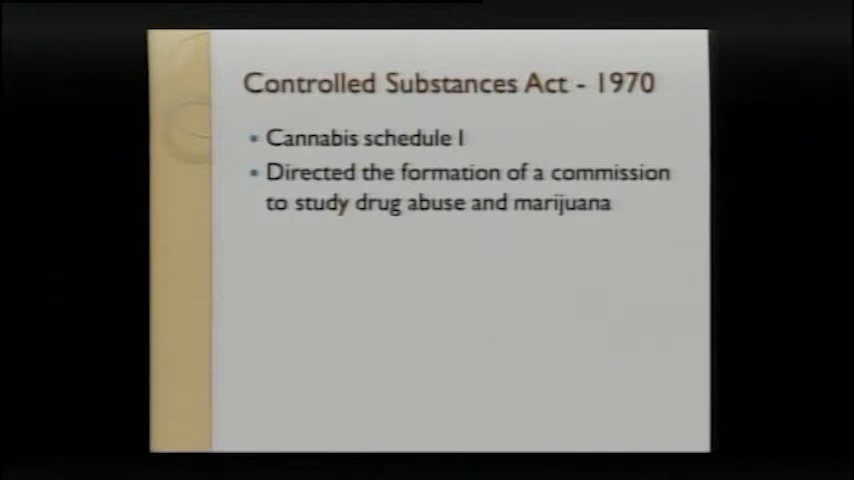 Controlled Substances Act - 1970
• Cannabis schedule I
• Directed the formation of a commission
to study drug abuse and marijuana